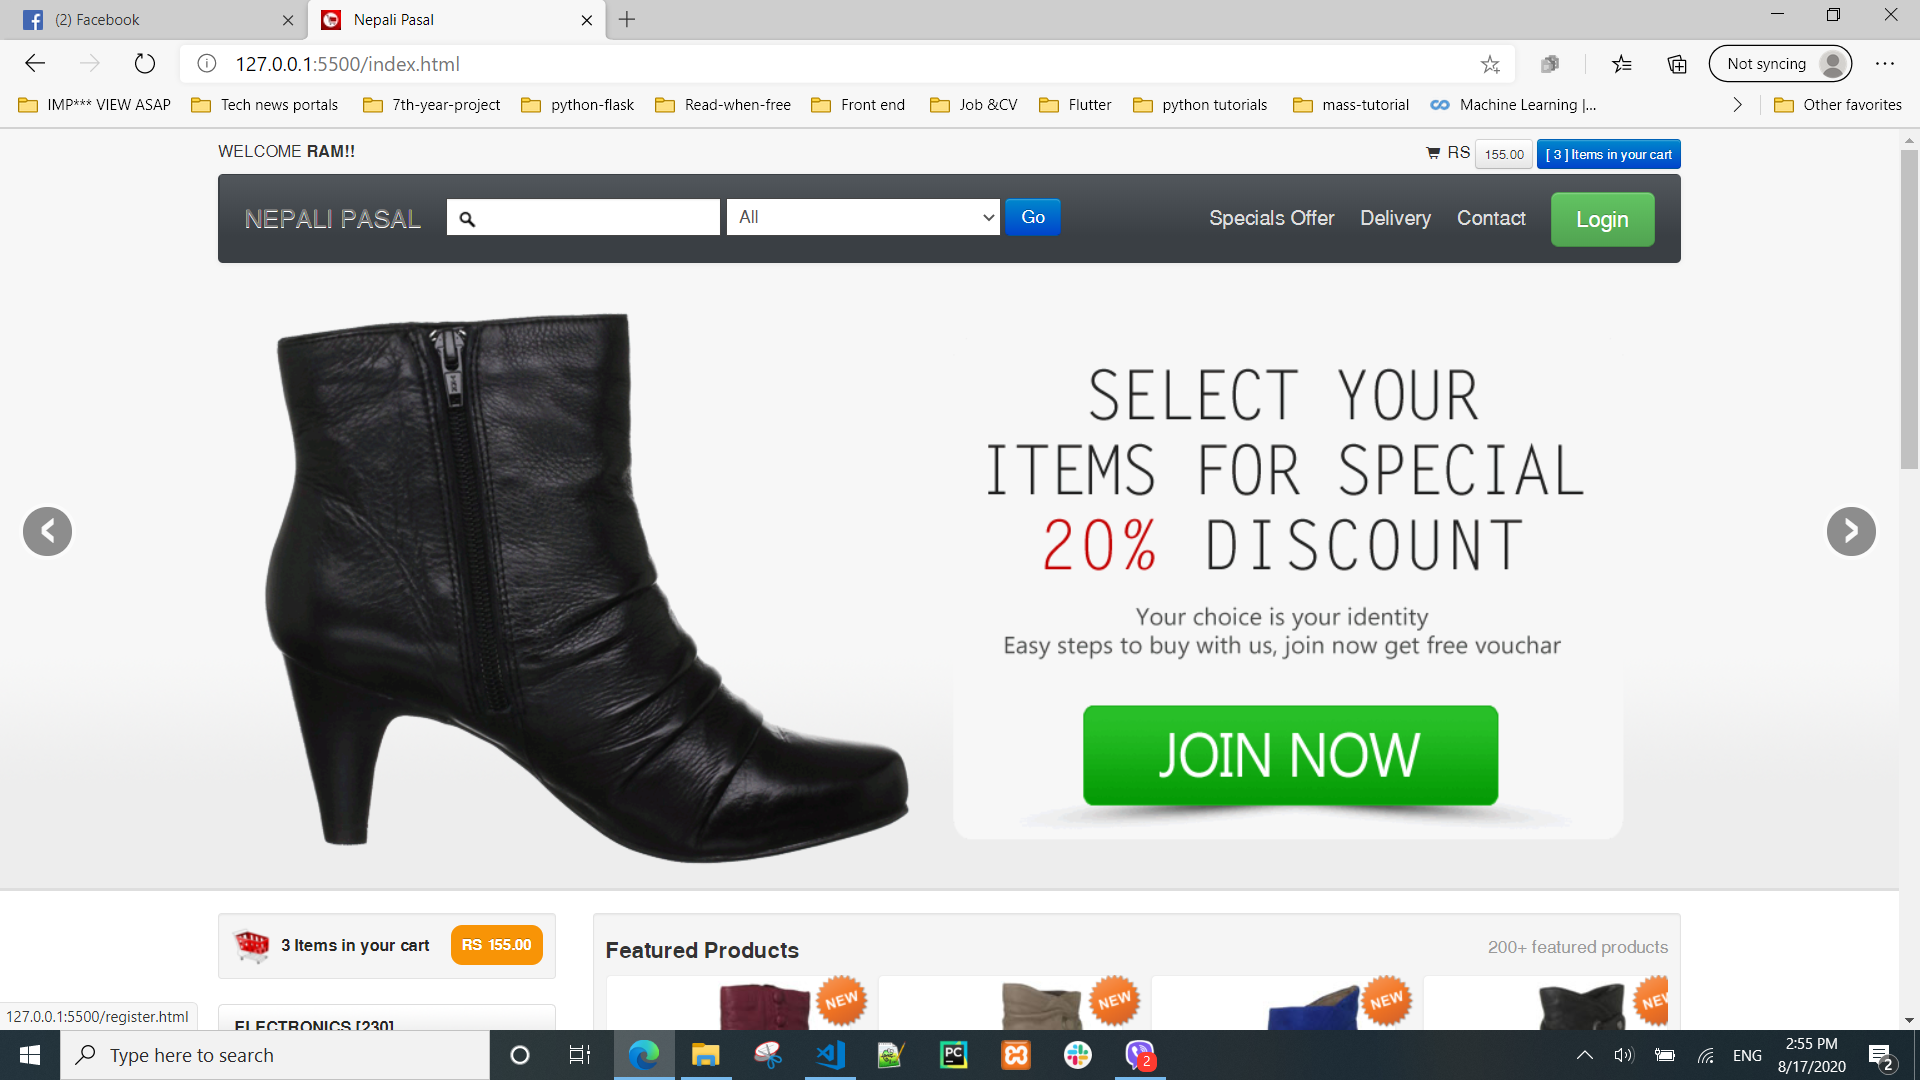 (2) Facebook
Nepali Pasal
127.0.0.1:5500/index.html
Not syncing
IMP*** VIEW ASAP
Tech news portals
7th-year-project
python-flask
Read-when-free
Front end
Job &CV
Flutter
python tutorials
mass-tutorial
Machine Learning |...
Other favorites
WELCOME RAM!!
RS 155.00 [ 3 ] Items in your cart
NEPALI PASAL
All
Go
Specials Offer
Delivery
Contact
Login
SELECT YOUR
ITEMS FOR SPECIAL
20% DISCOUNT
Your choice is your identity
Easy steps to buy with us, join now get free vouchar
JOIN NOW
3 Items in your cart
RS 155.00
Featured Products
200+ featured products
NEW
NEW
NEW
NEW
ELECTRONICS [230]
127.0.0.1:5500/register.html
Type here to search
PC
2
ENG
2:55 PM
8/17/2020
2